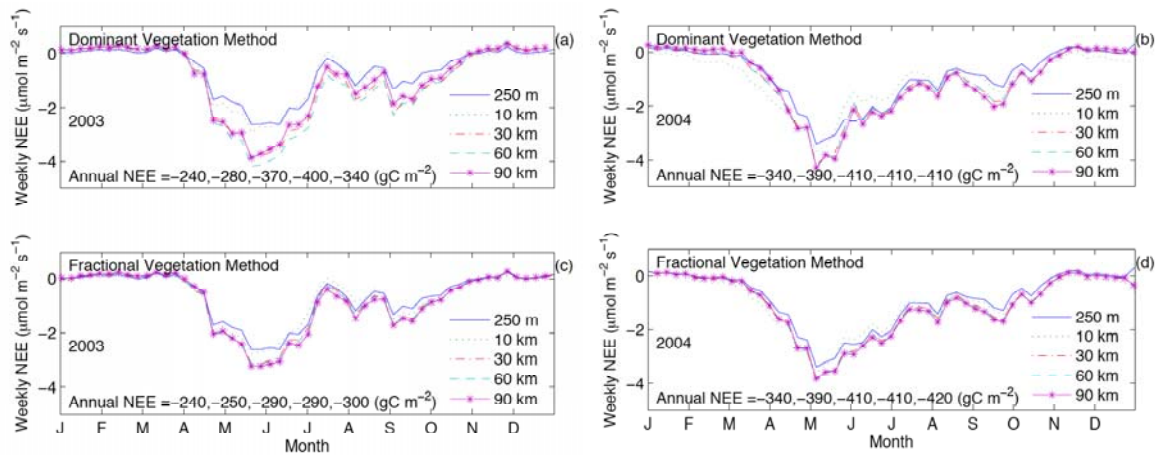 Dominant Vegetation Method
(a)
0
−2
−4
Weekly NEE (μmol m−2 s−1)
2003
250 m
10 km
30 km
60 km
90 km
Annual NEE =−240,−280,−370,−400,−340 (gC m−2)
J F M A M J J A S O N D
Dominant Vegetation Method
(b)
0
−2
−4
Weekly NEE (μmol m−2 s−1)
2004
250 m
10 km
30 km
60 km
90 km
Annual NEE =−340,−390,−410,−410,−410 (gC m−2)
J F M A M J J A S O N D
Fractional Vegetation Method
(c)
0
−2
−4
Weekly NEE (μmol m−2 s−1)
2003
250 m
10 km
30 km
60 km
90 km
Annual NEE =−240,−250,−290,−290,−300 (gC m−2)
J F M A M J J A S O N D
Month
Fractional Vegetation Method
(d)
0
−2
−4
Weekly NEE (μmol m−2 s−1)
2004
250 m
10 km
30 km
60 km
90 km
Annual NEE =−340,−390,−410,−410,−420 (gC m−2)
J F M A M J J A S O N D
Month